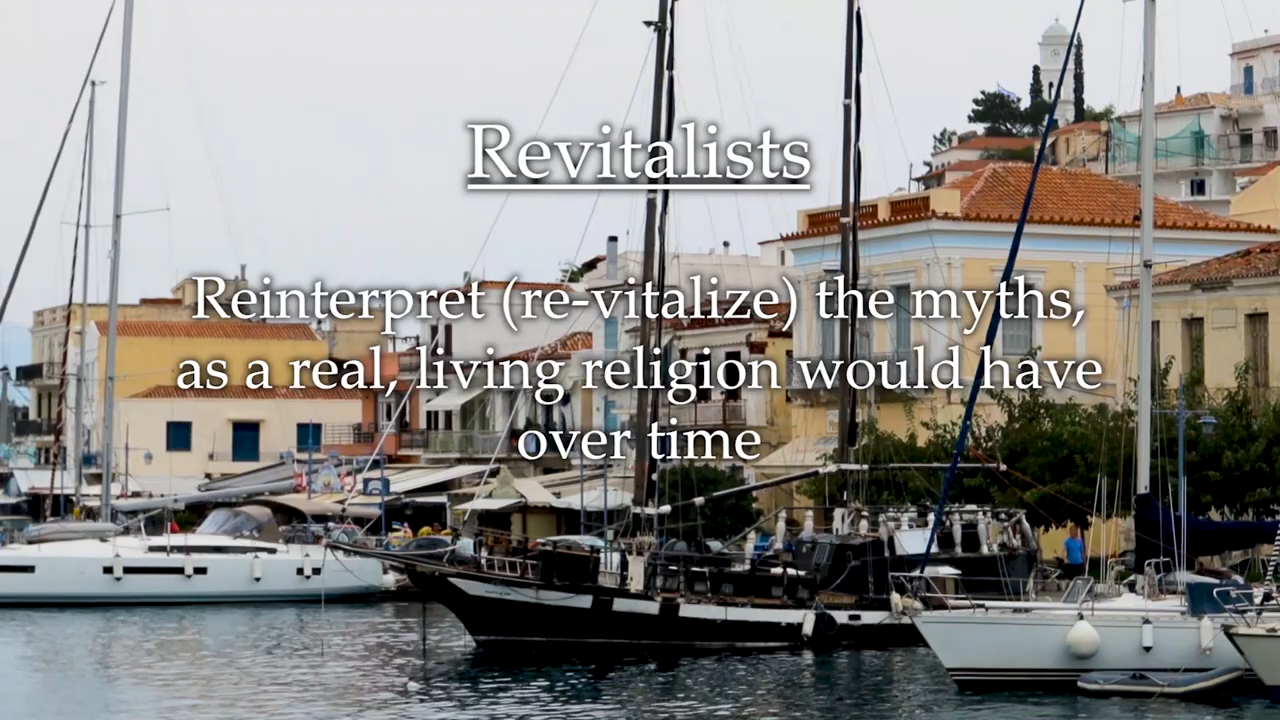 Revitalists
Reinterpret (re-vitalize) the myths,
as a real, living religion would have
over time